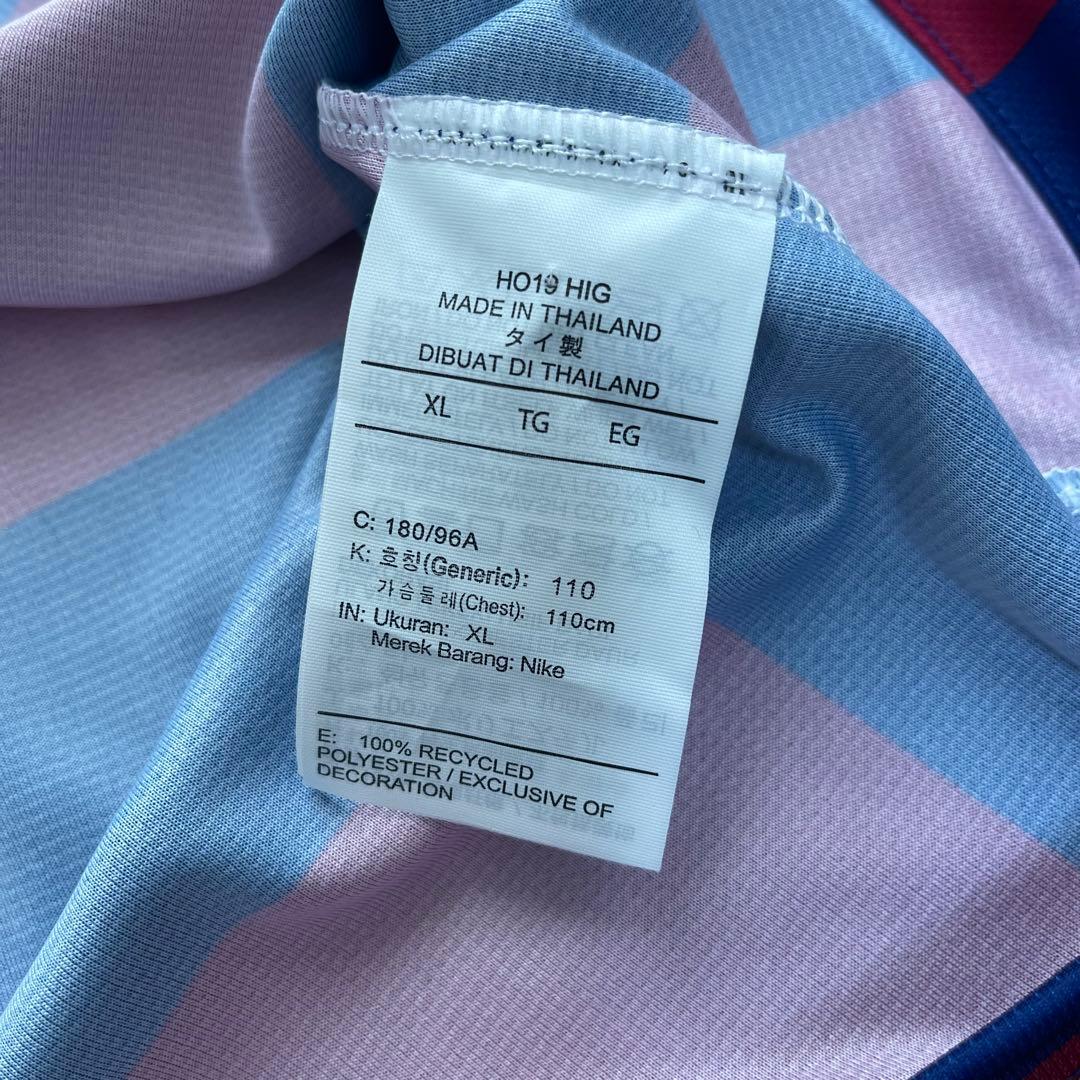 HO19 HIG
MADE IN THAILAND
タイ製
DIBUAT DI THAILAND
XL TG EG
C: 180/96A
K: 호칭(Generic): 110
가슴둘레(Chest): 110cm
IN: Ukuran: XL
Merek Barang: Nike
E: 100% RECYCLED
POLYESTER / EXCLUSIVE OF
DECORATION